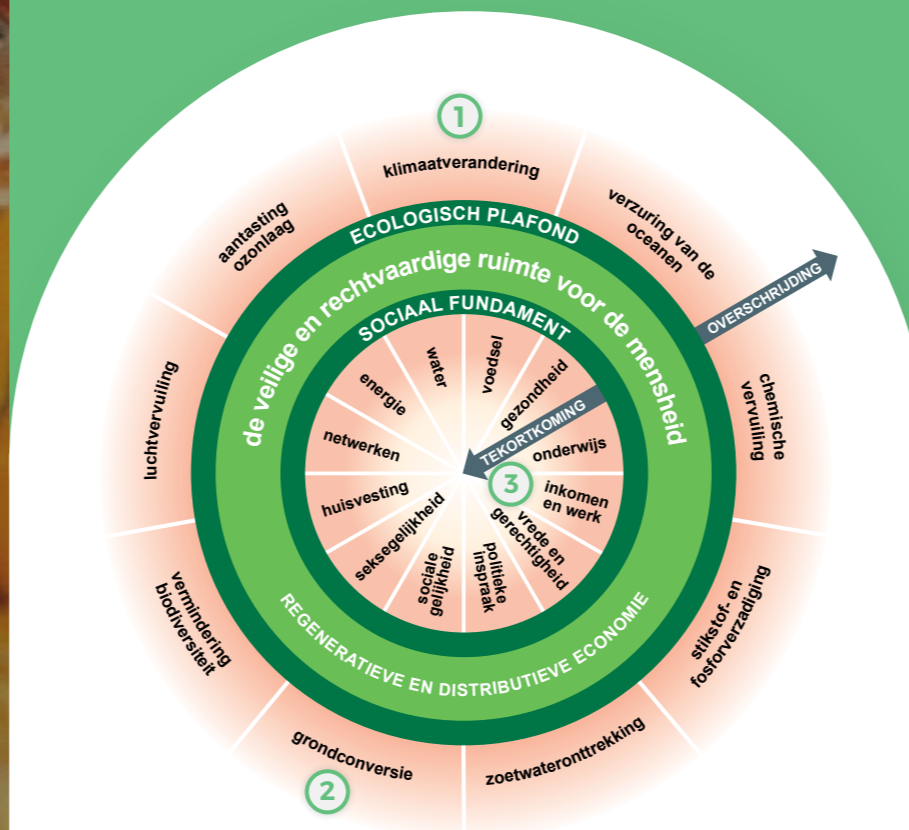 1
klimaatverandering
verzuring van de
oceanen
OVERSCHRIJDING
chemische
vervuiling
stikstof- en
fosforverzadiging
zoetwateronttrekking
grondconversie
2
vermindering
biodiversiteit
luchtvervuiling
aantasting
ozonlaag
ECOLOGISCH PLAFOND
de veilige en rechtvaardige ruimte voor de mensheid
SOCIAAL FUNDAMENT
water
voedsel
gezondheid
TEKORTKOMING
onderwijs
3
inkomen
en werk
vrede en
gerechtigheid
politieke
inspraak
sociale
gelijkheid
seksegelijkheid
huisvesting
netwerken
energie
REGENERATIEVE EN DISTRIBUTIEVE ECONOMIE